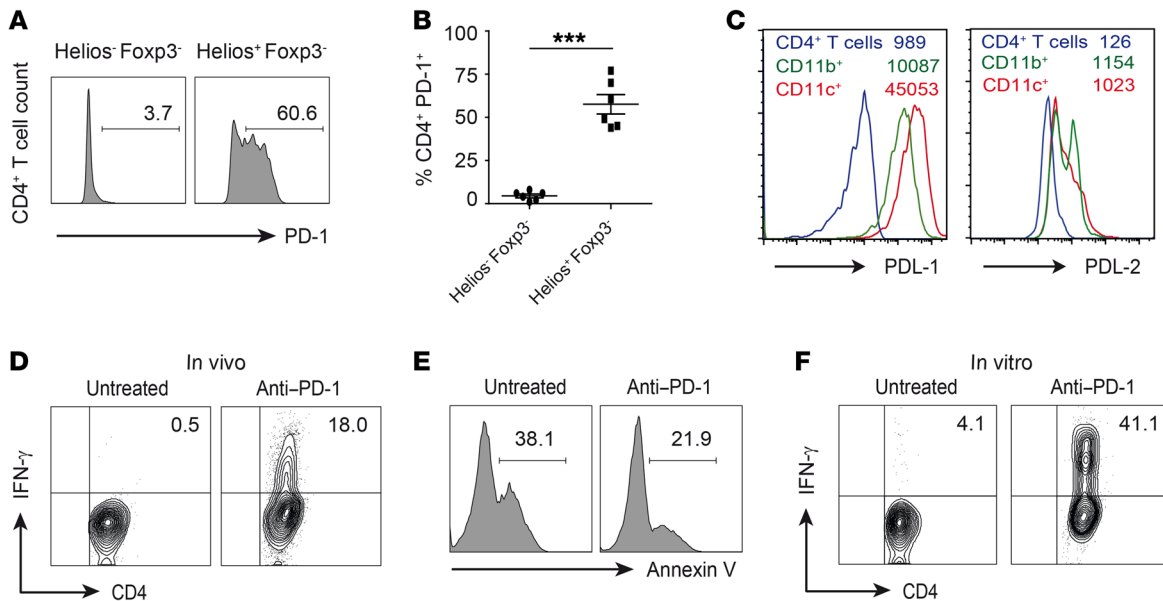 A
Helios⁻ Foxp3⁻
Helios⁺ Foxp3⁻
CD4⁺ T cell count
3.7
60.6
PD-1
B
***
% CD4⁺ PD-1⁺
100
75
50
25
0
Helios⁻ Foxp3⁻
Helios⁺ Foxp3⁻
C
CD4⁺ T cells 989
CD11b⁺ 10087
CD11c⁺ 45053
PDL-1
CD4⁺ T cells 126
CD11b⁺ 1154
CD11c⁺ 1023
PDL-2
D
In vivo
Untreated
Anti–PD-1
0.5
18.0
IFN-γ
CD4
E
Untreated
Anti–PD-1
38.1
21.9
Annexin V
F
In vitro
Untreated
Anti–PD-1
4.1
41.1
IFN-γ
CD4